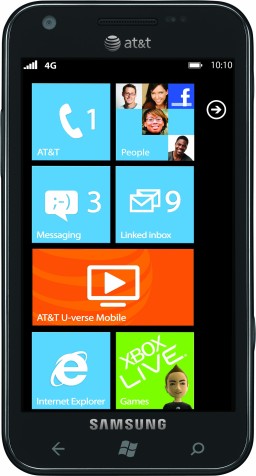 at&t
4G 10:10
1
AT&T
f
People
3
Messaging
9
Linked inbox
AT&T U-verse Mobile
Internet Explorer
XBOX
LIVE
Games
SAMSUNG